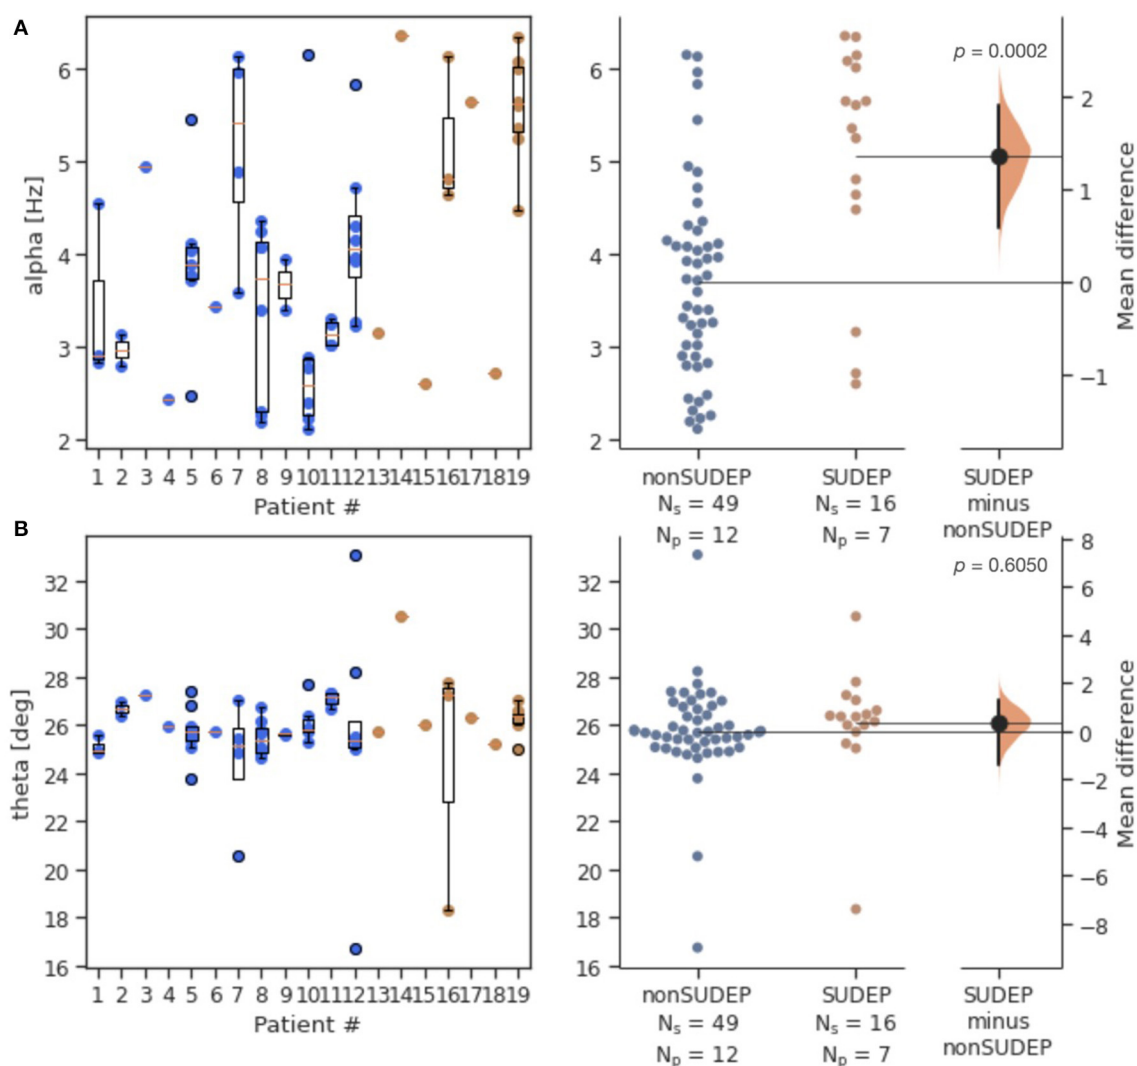 A
alpha [Hz]
6
5
4
3
2
1 2 3 4 5 6 7 8 9 10 11 12 13 14 15 16 17 18 19
Patient #
6
5
4
3
2
p = 0.0002
2
1
0
−1
Mean difference
nonSUDEP
Ns = 49
Np = 12
SUDEP
Ns = 16
Np = 7
SUDEP
minus
nonSUDEP
B
theta [deg]
32
30
28
26
24
22
20
18
16
1 2 3 4 5 6 7 8 9 10 11 12 13 14 15 16 17 18 19
Patient #
32
30
28
26
24
22
20
18
16
p = 0.6050
8
6
4
2
0
−2
−4
−6
−8
Mean difference
nonSUDEP
Ns = 49
Np = 12
SUDEP
Ns = 16
Np = 7
SUDEP
minus
nonSUDEP